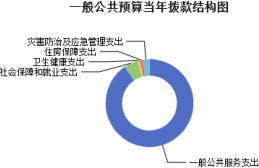 一般公共预算当年拨款结构图
灾害防治及应急管理支出
住房保障支出
卫生健康支出
社会保障和就业支出
一般公共服务支出